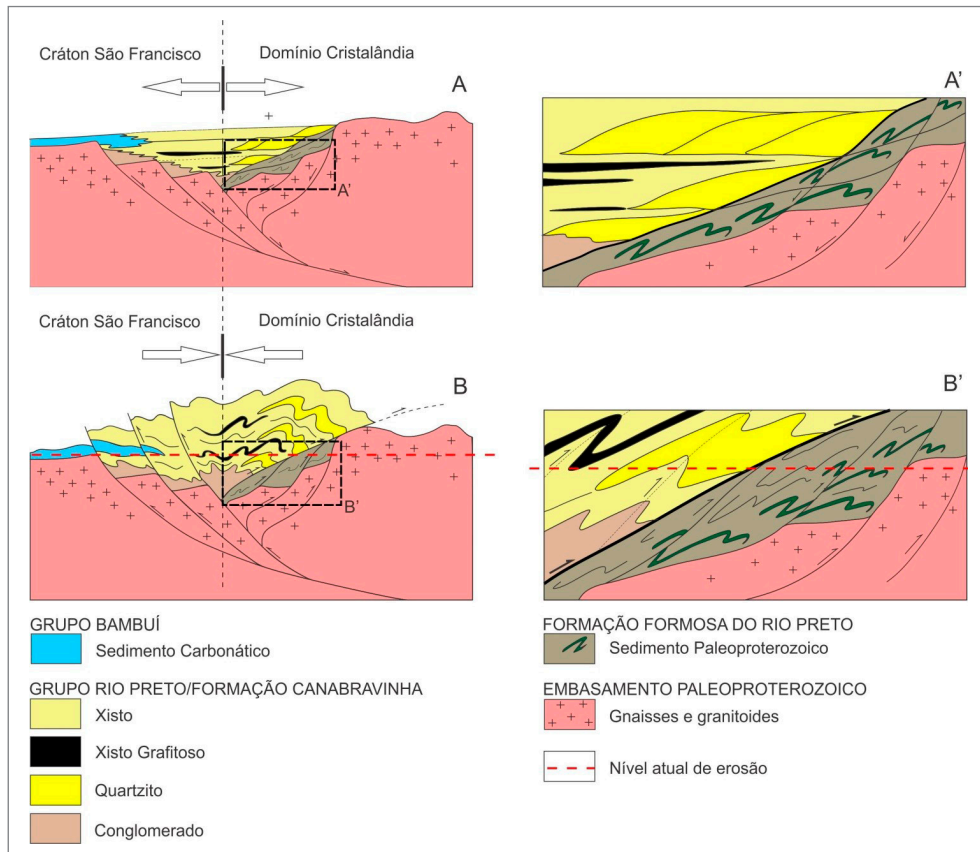 Cráton São Francisco
Domínio Cristalândia
A
A'
A'
Cráton São Francisco
Domínio Cristalândia
B
B'
B'
GRUPO BAMBUÍ
Sedimento Carbonático
GRUPO RIO PRETO/FORMAÇÃO CANABRAVINHA
Xisto
Xisto Grafitoso
Quartzito
Conglomerado
FORMAÇÃO FORMOSA DO RIO PRETO
Sedimento Paleoproterozoico
EMBASAMENTO PALEOPROTEROZOICO
Gnaisses e granitoides
Nível atual de erosão